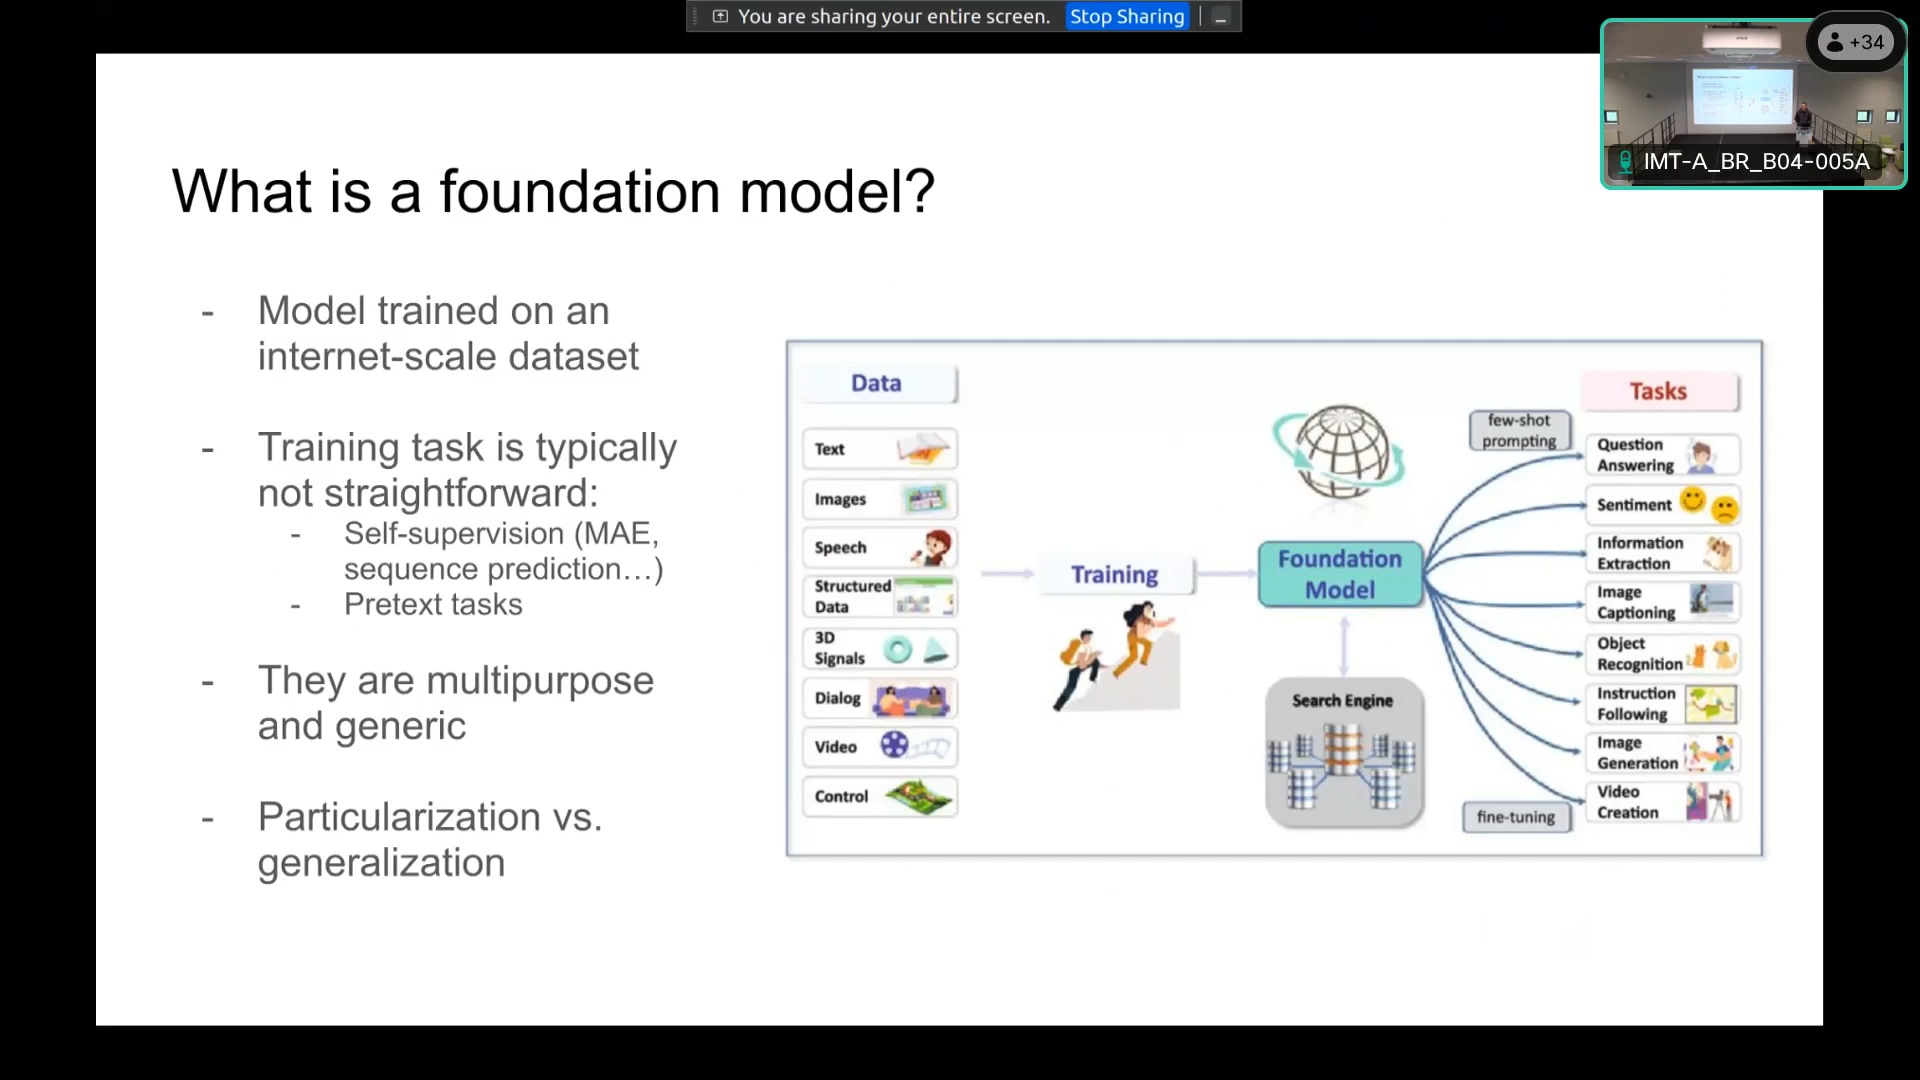 You are sharing your entire screen.
Stop Sharing
+34
IMT-A_BR_B04-005A
What is a foundation model?
- Model trained on an
internet-scale dataset
- Training task is typically
not straightforward:
- Self-supervision (MAE,
sequence prediction…)
- Pretext tasks
- They are multipurpose
and generic
- Particularization vs.
generalization
Data
Text
Images
Speech
Structured
Data
3D
Signals
Dialog
Video
Control
Training
Foundation
Model
Search Engine
few-shot
prompting
fine-tuning
Tasks
Question
Answering
Sentiment
Information
Extraction
Image
Captioning
Object
Recognition
Instruction
Following
Image
Generation
Video
Creation